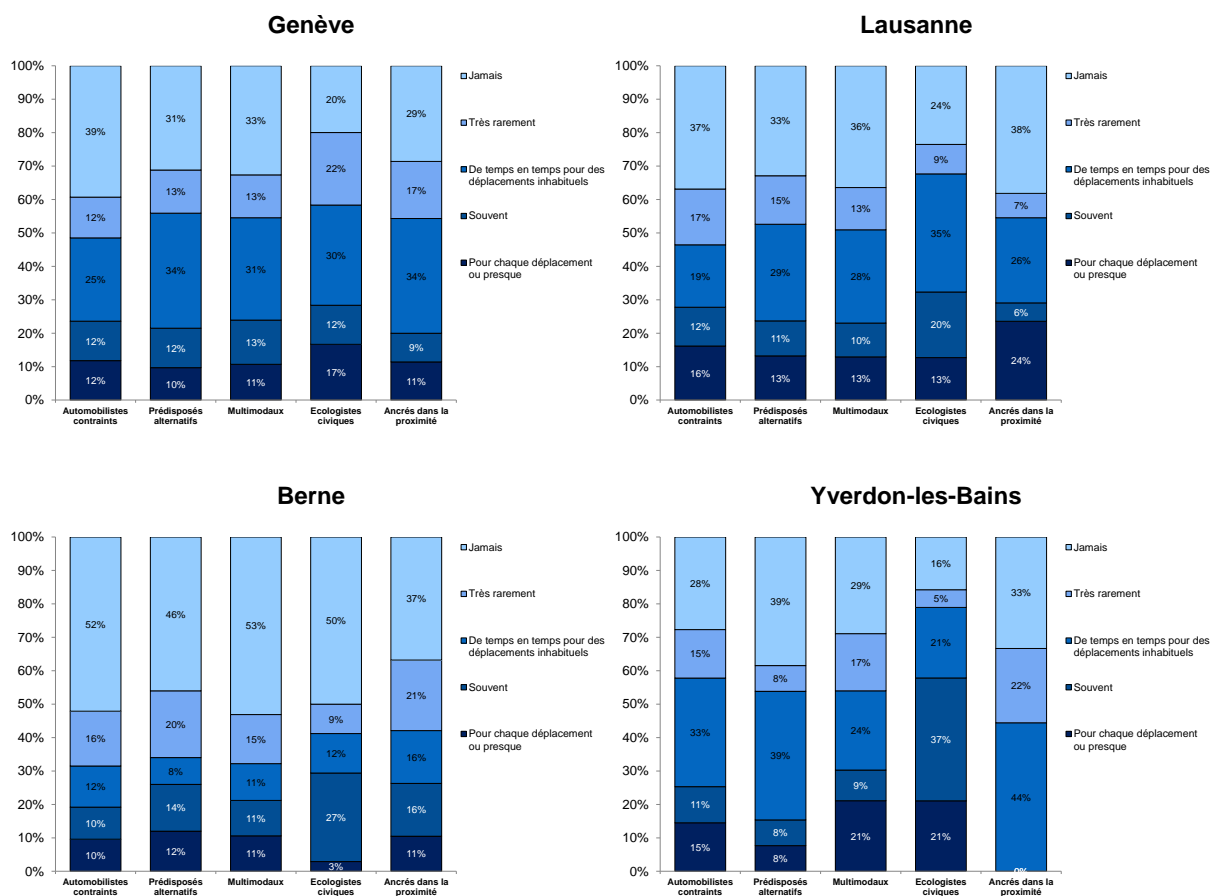 Genève
100%
90%
80%
70%
60%
50%
40%
30%
20%
10%
0%
39%
31%
33%
20%
29%
12%
13%
13%
22%
17%
25%
34%
31%
30%
34%
12%
12%
13%
12%
9%
12%
10%
11%
17%
11%
Automobilistes
contraints
Prédisposés
alternatifs
Multimodaux
Ecologistes
civiques
Ancrés dans la
proximité
Jamais
Très rarement
De temps en temps pour des
déplacements inhabituels
Souvent
Pour chaque déplacement
ou presque
Lausanne
100%
90%
80%
70%
60%
50%
40%
30%
20%
10%
0%
37%
33%
36%
24%
38%
17%
15%
13%
9%
7%
19%
29%
28%
35%
26%
12%
11%
10%
20%
6%
16%
13%
13%
13%
24%
Automobilistes
contraints
Prédisposés
alternatifs
Multimodaux
Ecologistes
civiques
Ancrés dans la
proximité
Jamais
Très rarement
De temps en temps pour des
déplacements inhabituels
Souvent
Pour chaque déplacement
ou presque
Berne
100%
90%
80%
70%
60%
50%
40%
30%
20%
10%
0%
52%
46%
53%
50%
37%
16%
20%
15%
9%
21%
12%
8%
11%
12%
16%
10%
14%
11%
27%
16%
10%
12%
11%
3%
11%
Automobilistes
contraints
Prédisposés
alternatifs
Multimodaux
Ecologistes
civiques
Ancrés dans la
proximité
Jamais
Très rarement
De temps en temps pour des
déplacements inhabituels
Souvent
Pour chaque déplacement
ou presque
Yverdon-les-Bains
100%
90%
80%
70%
60%
50%
40%
30%
20%
10%
0%
28%
39%
29%
16%
33%
15%
8%
17%
5%
22%
33%
39%
24%
21%
44%
11%
8%
9%
37%
15%
8%
21%
21%
0%
Automobilistes
contraints
Prédisposés
alternatifs
Multimodaux
Ecologistes
civiques
Ancrés dans la
proximité
Jamais
Très rarement
De temps en temps pour des
déplacements inhabituels
Souvent
Pour chaque déplacement
ou presque